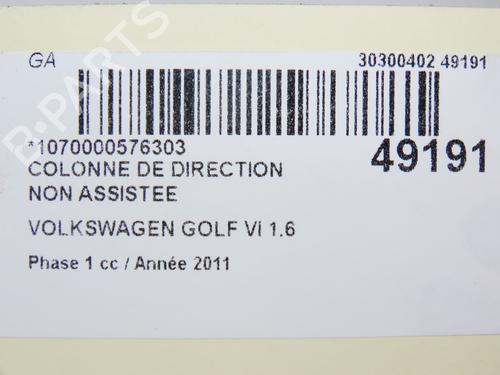 GA
30300402 49191
*1070000576303
49191
COLONNE DE DIRECTION
NON ASSISTEE
VOLKSWAGEN GOLF VI 1.6
Phase 1 cc / Année 2011
B-PARTS